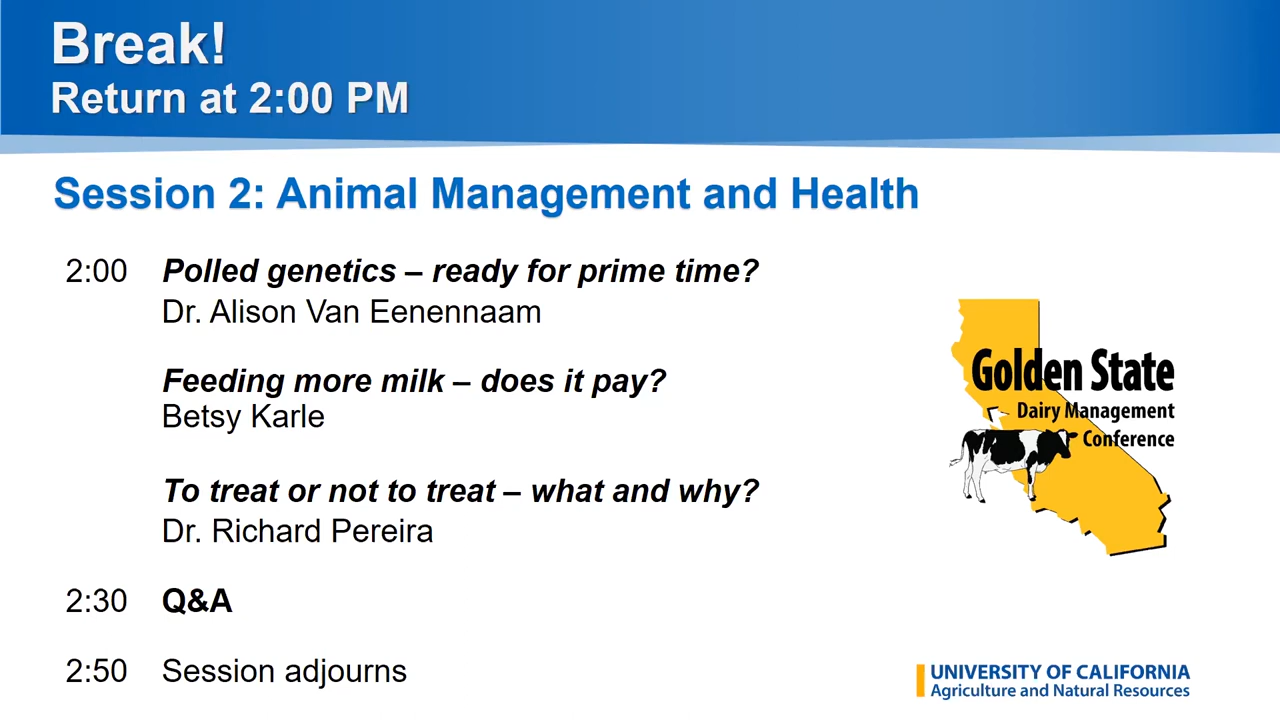 Break!
Return at 2:00 PM
Session 2: Animal Management and Health
2:00 Polled genetics – ready for prime time?
Dr. Alison Van Eenennaam
Feeding more milk – does it pay?
Betsy Karle
To treat or not to treat – what and why?
Dr. Richard Pereira
2:30 Q&A
2:50 Session adjourns
Golden State
Dairy Management
Conference
UNIVERSITY OF CALIFORNIA
Agriculture and Natural Resources